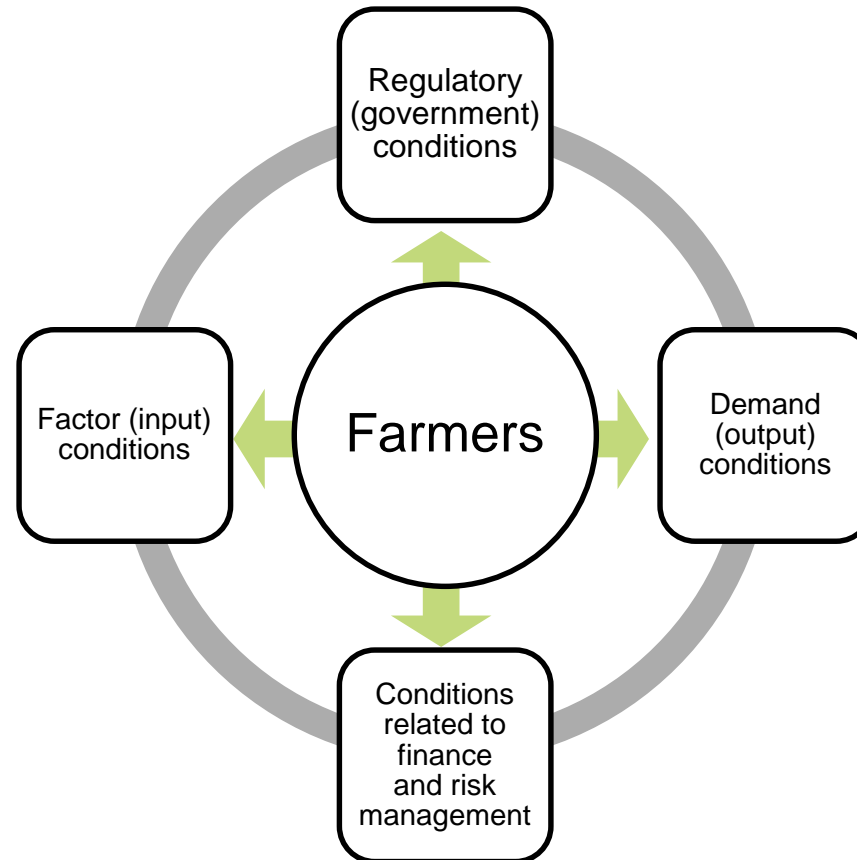 Regulatory
(government)
conditions
Factor (input)
conditions
Farmers
Demand
(output)
conditions
Conditions
related to
finance
and risk
management